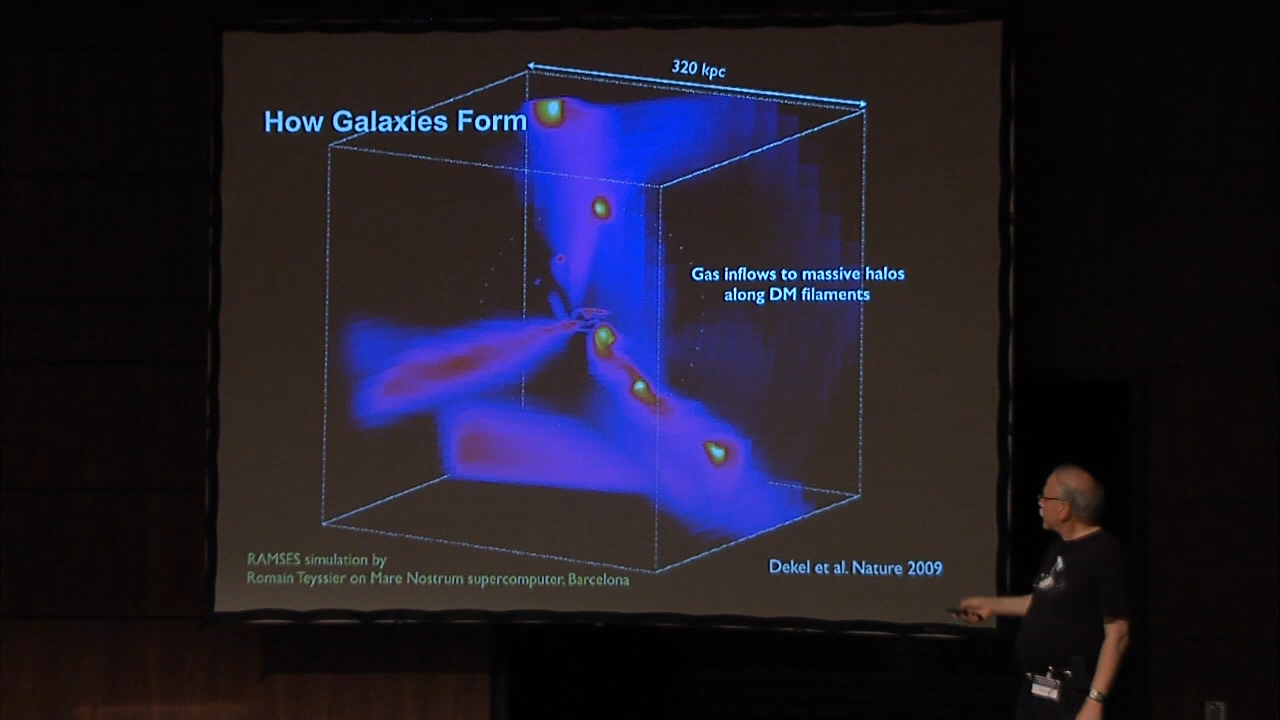 320 kpc
How Galaxies Form
Gas inflows to massive halos
along DM filaments
RAMSES simulation by
Romain Teyssier on Mare Nostrum supercomputer, Barcelona
Dekel et al. Nature 2009